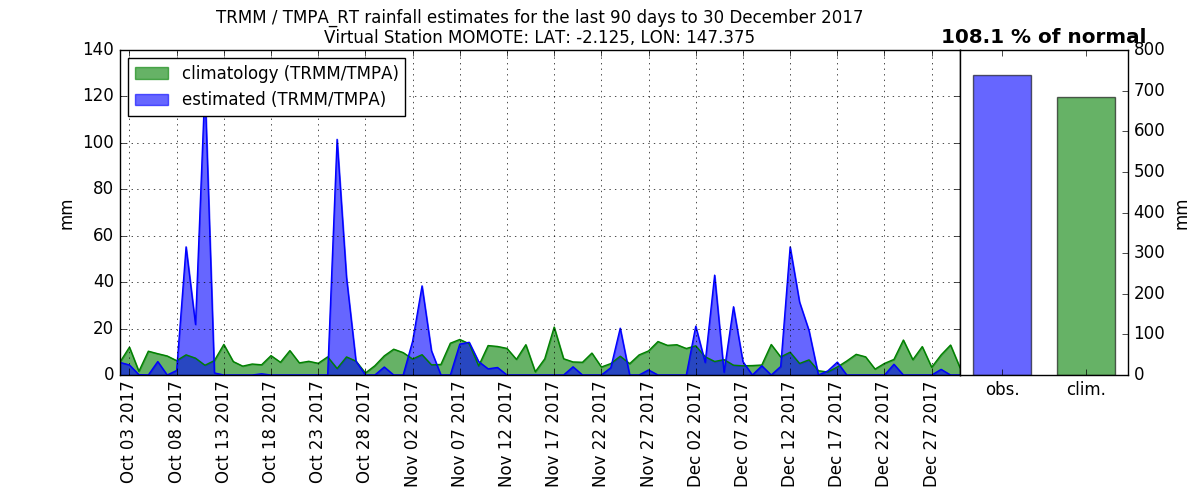 TRMM / TMPA_RT rainfall estimates for the last 90 days to 30 December 2017
Virtual Station MOMOTE: LAT: -2.125, LON: 147.375
108.1 % of normal
climatology (TRMM/TMPA)
estimated (TRMM/TMPA)
140
120
100
80
60
40
20
0
mm
Oct 03 2017
Oct 08 2017
Oct 13 2017
Oct 18 2017
Oct 23 2017
Oct 28 2017
Nov 02 2017
Nov 07 2017
Nov 12 2017
Nov 17 2017
Nov 22 2017
Nov 27 2017
Dec 02 2017
Dec 07 2017
Dec 12 2017
Dec 17 2017
Dec 22 2017
Dec 27 2017
obs.
clim.
800
700
600
500
400
300
200
100
0
mm